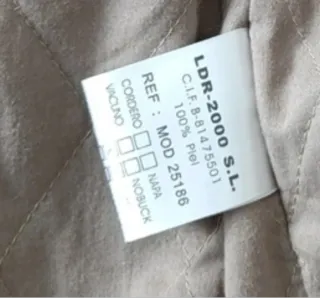 LDR-2000 S.L.
C.I.F. B-81475501
100% Piel
REF : MOD 25186
CORDERO □ □ NAPA
VACUNO □ □ NOBUCK